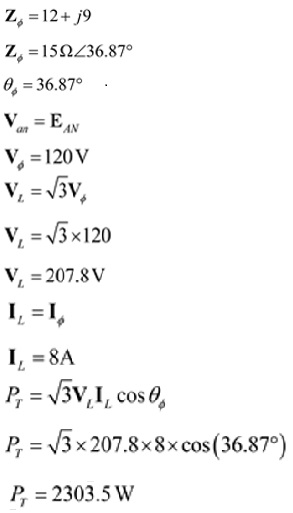 Z_ϕ = 12 + j9
Z_ϕ = 15Ω∠36.87°
θ_ϕ = 36.87°
V_an = E_AN
V_ϕ = 120 V
V_L = √3V_ϕ
V_L = √3 × 120
V_L = 207.8 V
I_L = I_ϕ
I_L = 8A
P_T = √3V_L I_L cos θ_ϕ
P_T = √3 × 207.8 × 8 × cos(36.87°)
P_T = 2303.5 W